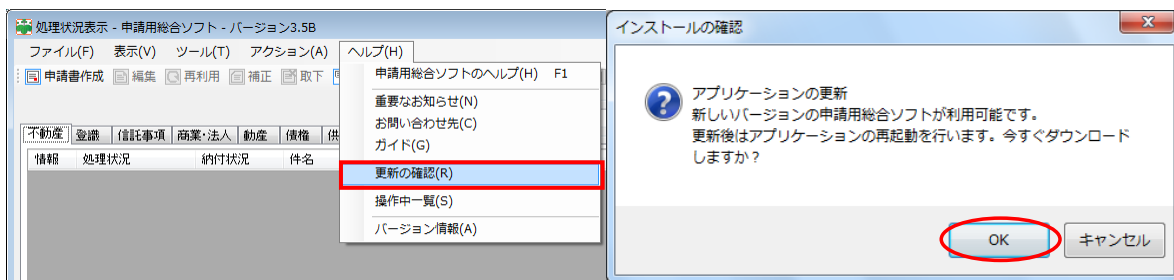 処理状況表示 - 申請用総合ソフト - バージョン3.5B
ファイル(F) 表示(V) ツール(T) アクション(A) ヘルプ(H)
申請書作成 編集 再利用 補正 取下
申請用総合ソフトのヘルプ(H) F1
重要なお知らせ(N)
お問い合わせ先(C)
ガイド(G)
更新の確認(R)
操作中一覧(S)
バージョン情報(A)
不動産 登識 信託事項 商業・法人 動産 債権 供
情報 処理状況 納付状況 件名
インストールの確認
アプリケーションの更新
新しいバージョンの申請用総合ソフトが利用可能です。
更新後はアプリケーションの再起動を行います。今すぐダウンロード
しますか？
OK キャンセル